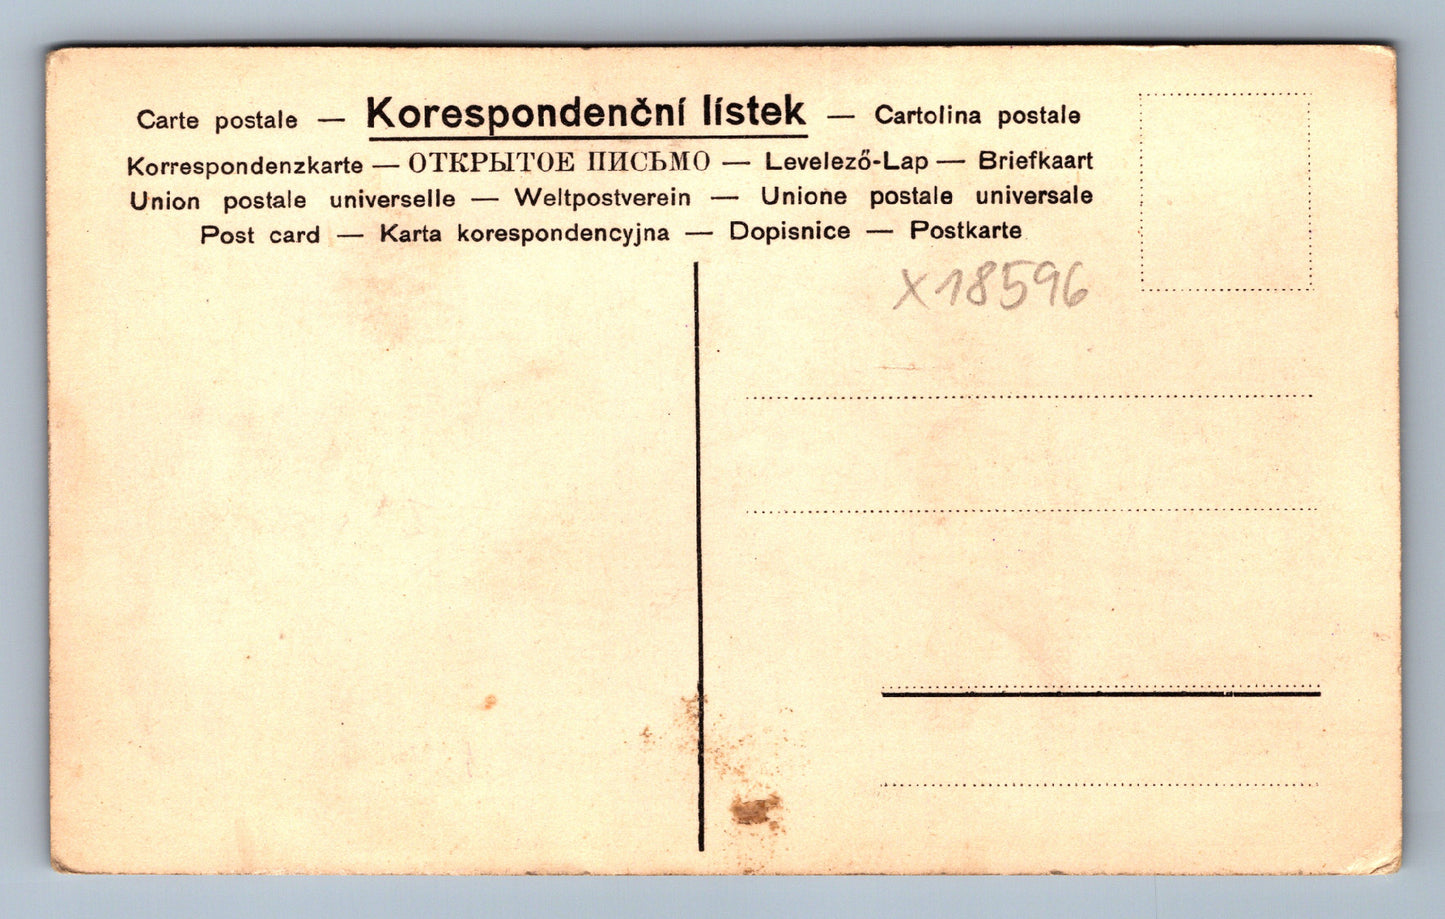 Carte postale — Korespondenční lístek — Cartolina postale
Korrespondenzkarte — ОТКРЫТОЕ ПИСЬМО — Levelező-Lap — Briefkaart
Union postale universelle — Weltpostverein — Unione postale universale
Post card — Karta korespondencyjna — Dopisnice — Postkarte
X18596